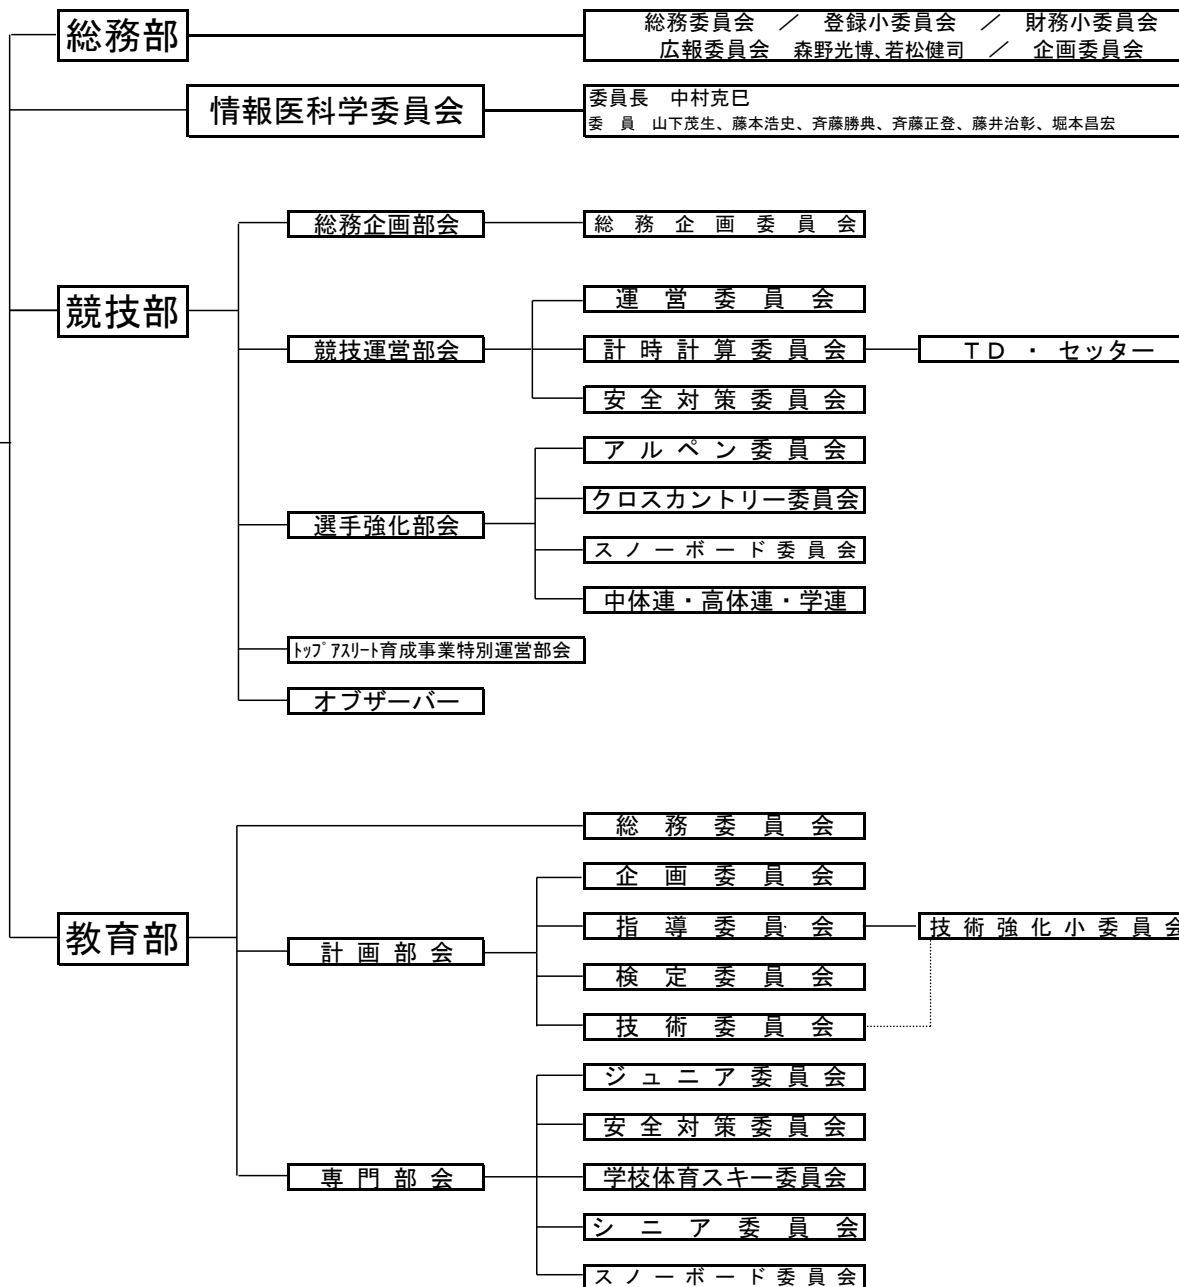 総務部
総務委員会　／　登録小委員会　／　財務小委員会
広報委員会　森野光博、若松健司　／　企画委員会
情報医科学委員会
委員長　中村克巳
委　員　山下茂生、藤本浩史、斉藤勝典、斉藤正登、藤井治彰、堀本昌宏
総務企画部会
総務企画委員会
競技部
運営委員会
競技運営部会
計時計算委員会
ＴＤ・セッター
安全対策委員会
アルペン委員会
クロスカントリー委員会
選手強化部会
スノーボード委員会
中体連・高体連・学連
ﾄｯﾌﾟｱｽﾘｰﾄ育成事業特別運営部会
オブザーバー
総務委員会
企画委員会
教育部
指導委員会
技術強化小委員会
計画部会
検定委員会
技術委員会
ジュニア委員会
安全対策委員会
専門部会
学校体育スキー委員会
シニア委員会
スノーボード委員会